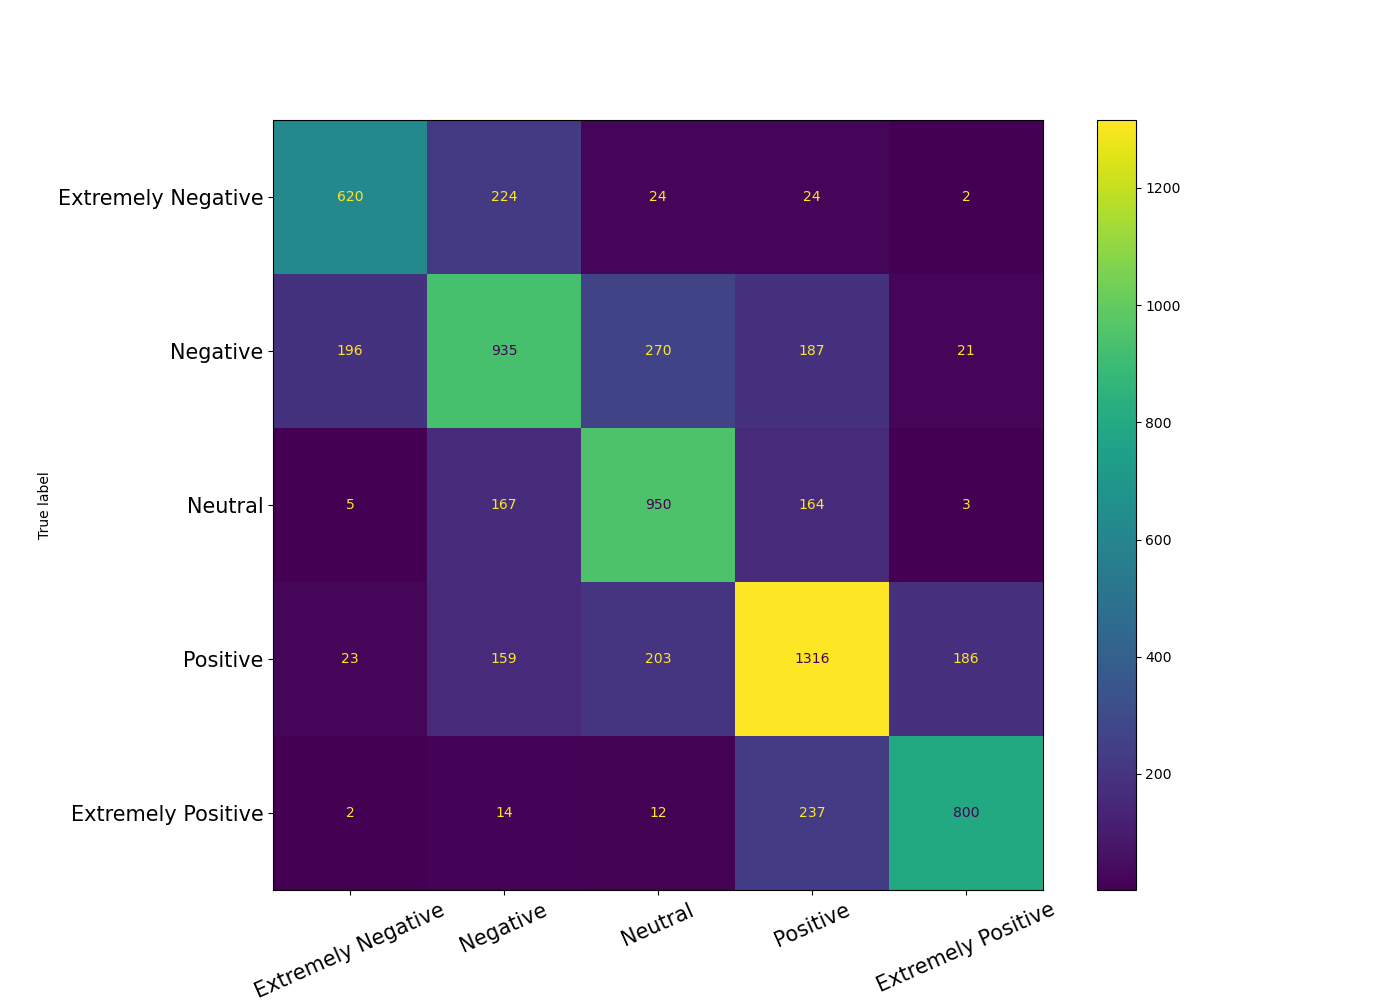 Extremely Negative 620 224 24 24 2
Negative 196 935 270 187 21
Neutral 5 167 950 164 3
Positive 23 159 203 1316 186
Extremely Positive 2 14 12 237 800
True label
Extremely Negative Negative Neutral Positive Extremely Positive
1200
1000
800
600
400
200